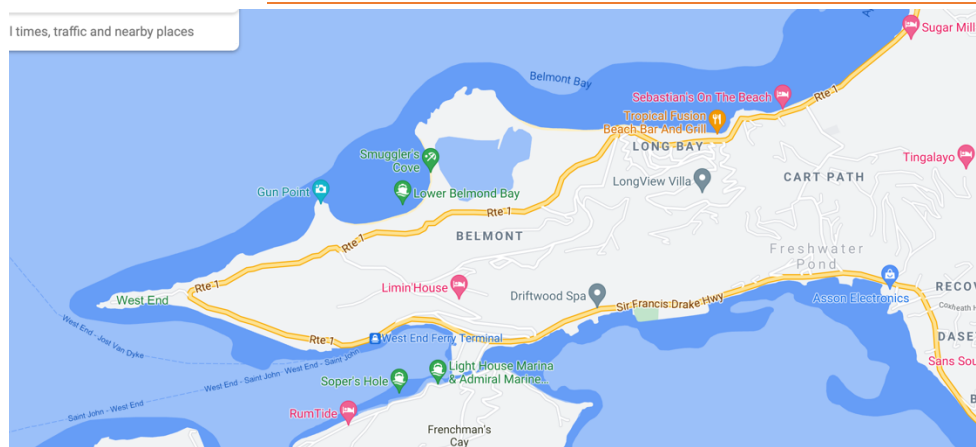 l times, traffic and nearby places
Sugar Mill
Belmont Bay
Sebastian's On The Beach
Rte 1
Tropical Fusion
Beach Bar And Grill
LONG BAY
Smuggler's
Cove
Tingalayo
CART PATH
LongView Villa
Gun Point
Lower Belmond Bay
Rte 1
BELMONT
Rte 1
Freshwater
Pond
Rte 1
Limin'House
Driftwood Spa
Sir Francis Drake Hwy
Asson Electronics
RECOV
Coxheath H
West End
West End - Jost Van Dyke
Rte 1
West End Ferry Terminal
DASE
West End - Saint John
West End - Saint John
Sans Sou
Light House Marina
& Admiral Marine...
Soper's Hole
Saint John - West End
RumTide
Frenchman's
Cay